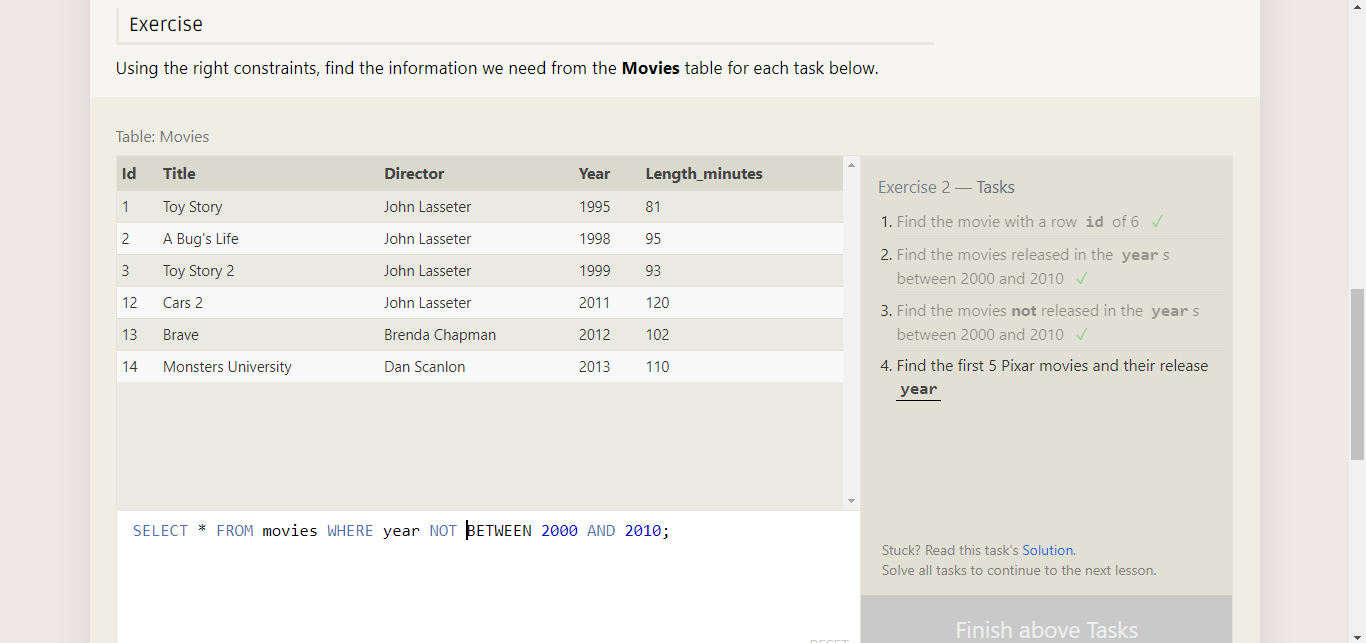 Exercise
Using the right constraints, find the information we need from the Movies table for each task below.
Table: Movies
Id Title Director Year Length_minutes
1 Toy Story John Lasseter 1995 81
2 A Bug's Life John Lasseter 1998 95
3 Toy Story 2 John Lasseter 1999 93
12 Cars 2 John Lasseter 2011 120
13 Brave Brenda Chapman 2012 102
14 Monsters University Dan Scanlon 2013 110
SELECT * FROM movies WHERE year NOT BETWEEN 2000 AND 2010;
RESET
Exercise 2 — Tasks
1. Find the movie with a row id of 6 ✓
2. Find the movies released in the year s
between 2000 and 2010 ✓
3. Find the movies not released in the year s
between 2000 and 2010 ✓
4. Find the first 5 Pixar movies and their release
year
Stuck? Read this task's Solution.
Solve all tasks to continue to the next lesson.
Finish above Tasks